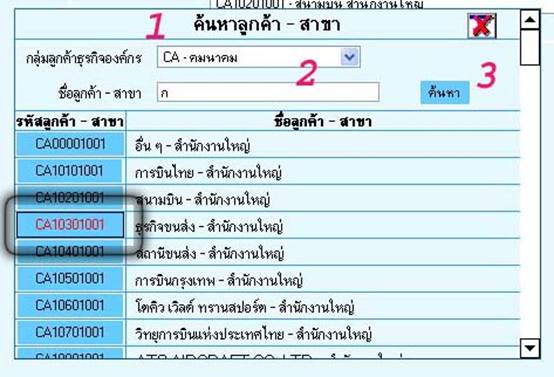 CA10201001 - สนามบิน สำนักงานใหญ่
1
ค้นหาลูกค้า - สาขา
X
กลุ่มลูกค้าธุรกิจองค์กร CA - คมนาคม
2 3
ชื่อลูกค้า - สาขา ก ค้นหา
รหัสลูกค้า - สาขา ชื่อลูกค้า - สาขา
CA00001001 อื่น ๆ - สำนักงานใหญ่
CA10101001 การบินไทย - สำนักงานใหญ่
CA10201001 สนามบิน - สำนักงานใหญ่
CA10301001 ธุรกิจขนส่ง - สำนักงานใหญ่
CA10401001 สถานีขนส่ง - สำนักงานใหญ่
CA10501001 การบินกรุงเทพ - สำนักงานใหญ่
CA10601001 โตคิว เวิลด์ ทรานสปอร์ต - สำนักงานใหญ่
CA10701001 วิทยุการบินแห่งประเทศไทย - สำนักงานใหญ่